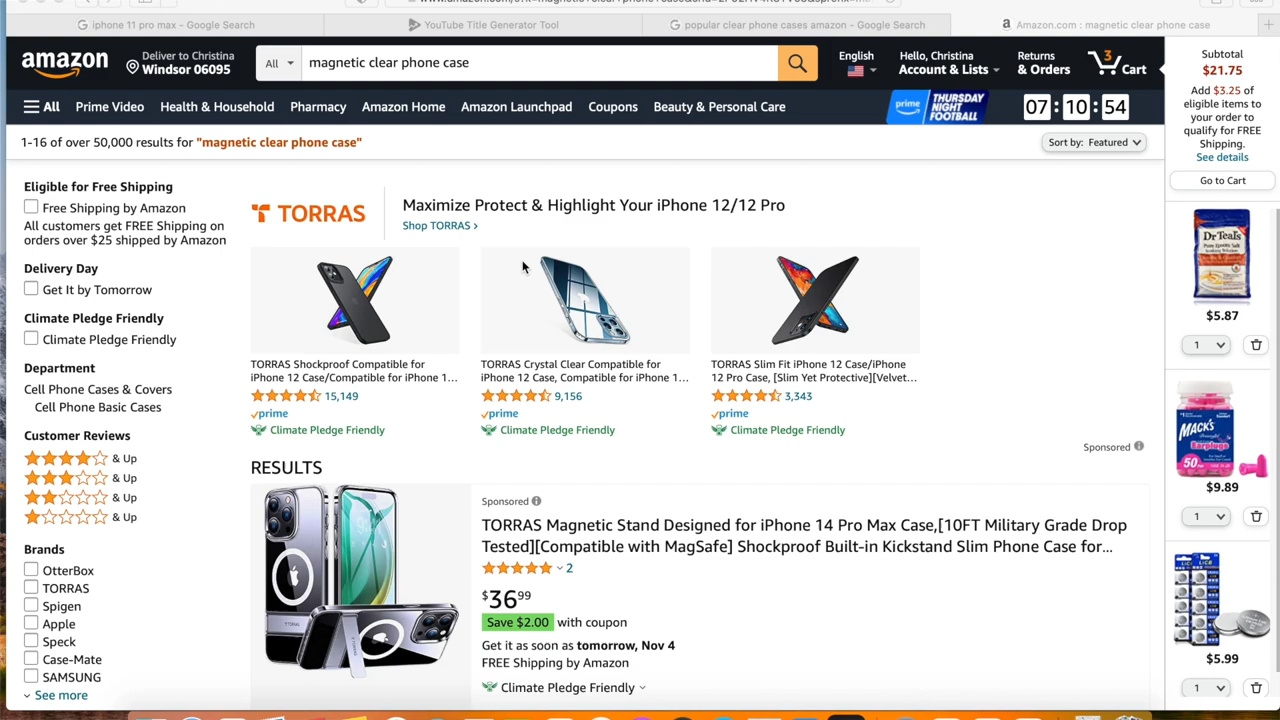 iphone 11 pro max - Google Search
YouTube Title Generator Tool
popular clear phone cases amazon - Google Search
Amazon.com : magnetic clear phone case
amazon
Deliver to Christina
Windsor 06095
All
magnetic clear phone case
English
Hello, Christina
Account & Lists
Returns
& Orders
3
Cart
All
Prime Video
Health & Household
Pharmacy
Amazon Home
Amazon Launchpad
Coupons
Beauty & Personal Care
prime
THURSDAY
NIGHT
FOOTBALL
07 : 10 : 54
Subtotal
$21.75
Add $3.25 of
eligible items to
your order to
qualify for FREE
Shipping.
See details
Go to Cart
1-16 of over 50,000 results for "magnetic clear phone case"
Sort by: Featured
Eligible for Free Shipping
Free Shipping by Amazon
All customers get FREE Shipping on
orders over $25 shipped by Amazon
Delivery Day
Get It by Tomorrow
Climate Pledge Friendly
Climate Pledge Friendly
Department
Cell Phone Cases & Covers
Cell Phone Basic Cases
Customer Reviews
& Up
& Up
& Up
& Up
Brands
OtterBox
TORRAS
Spigen
Apple
Speck
Case-Mate
SAMSUNG
See more
TORRAS
Maximize Protect & Highlight Your iPhone 12/12 Pro
Shop TORRAS ›
TORRAS Shockproof Compatible for
iPhone 12 Case/Compatible for iPhone 1...
15,149
prime
Climate Pledge Friendly
TORRAS Crystal Clear Compatible for
iPhone 12 Case, Compatible for iPhone 1...
9,156
prime
Climate Pledge Friendly
TORRAS Slim Fit iPhone 12 Case/iPhone
12 Pro Case, [Slim Yet Protective][Velvet...
3,343
prime
Climate Pledge Friendly
Sponsored
RESULTS
Sponsored
TORRAS Magnetic Stand Designed for iPhone 14 Pro Max Case,[10FT Military Grade Drop
Tested][Compatible with MagSafe] Shockproof Built-in Kickstand Slim Phone Case for...
2
$36.99
Save $2.00 with coupon
Get it as soon as tomorrow, Nov 4
FREE Shipping by Amazon
Climate Pledge Friendly
Dr Teal's
$5.87
1
MACK'S
Earplugs
50
$9.89
1
$5.99
1